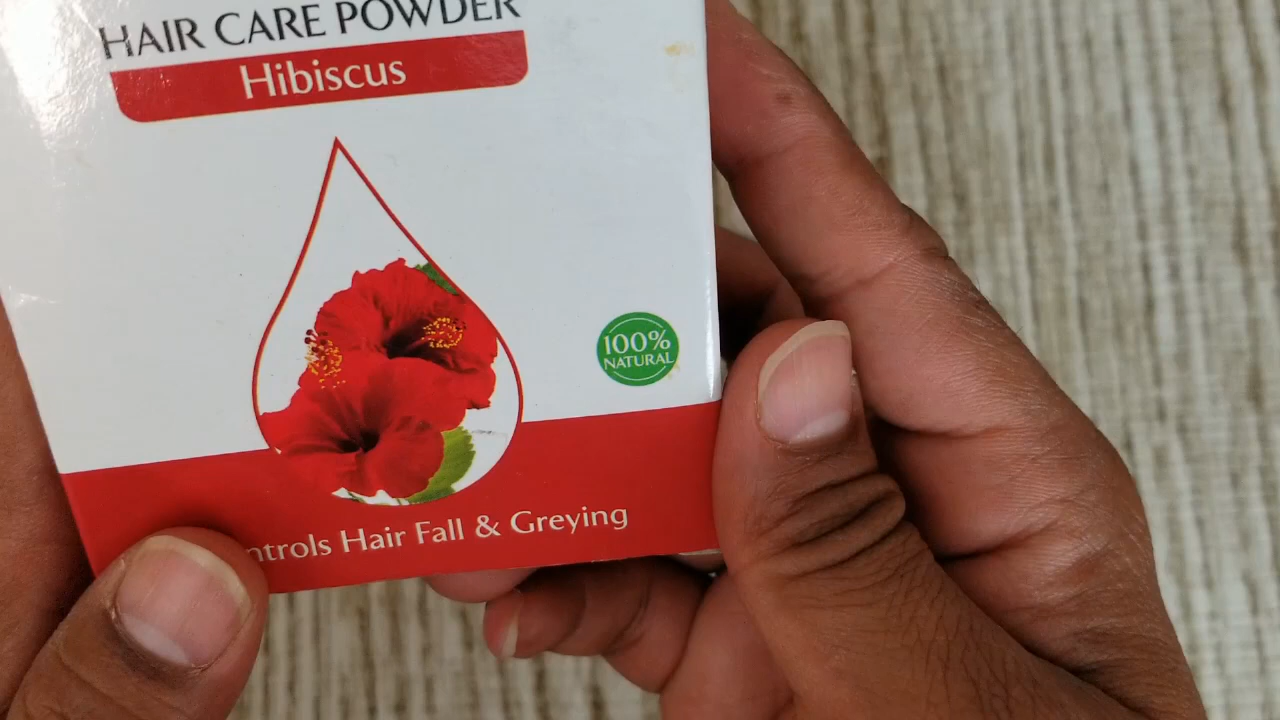 HAIR CARE POWDER
Hibiscus
100%
NATURAL
ntrols Hair Fall & Greying